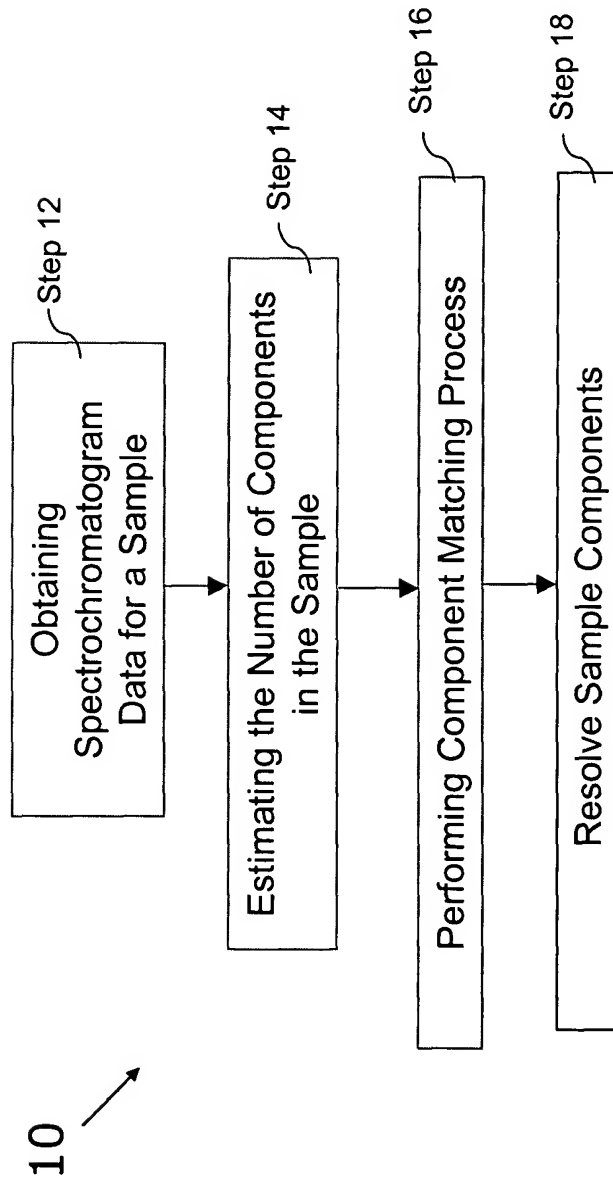 10
Obtaining
Spectrochromatogram
Data for a Sample
Step 12
Estimating the Number of Components
in the Sample
Step 14
Performing Component Matching Process
Step 16
Resolve Sample Components
Step 18